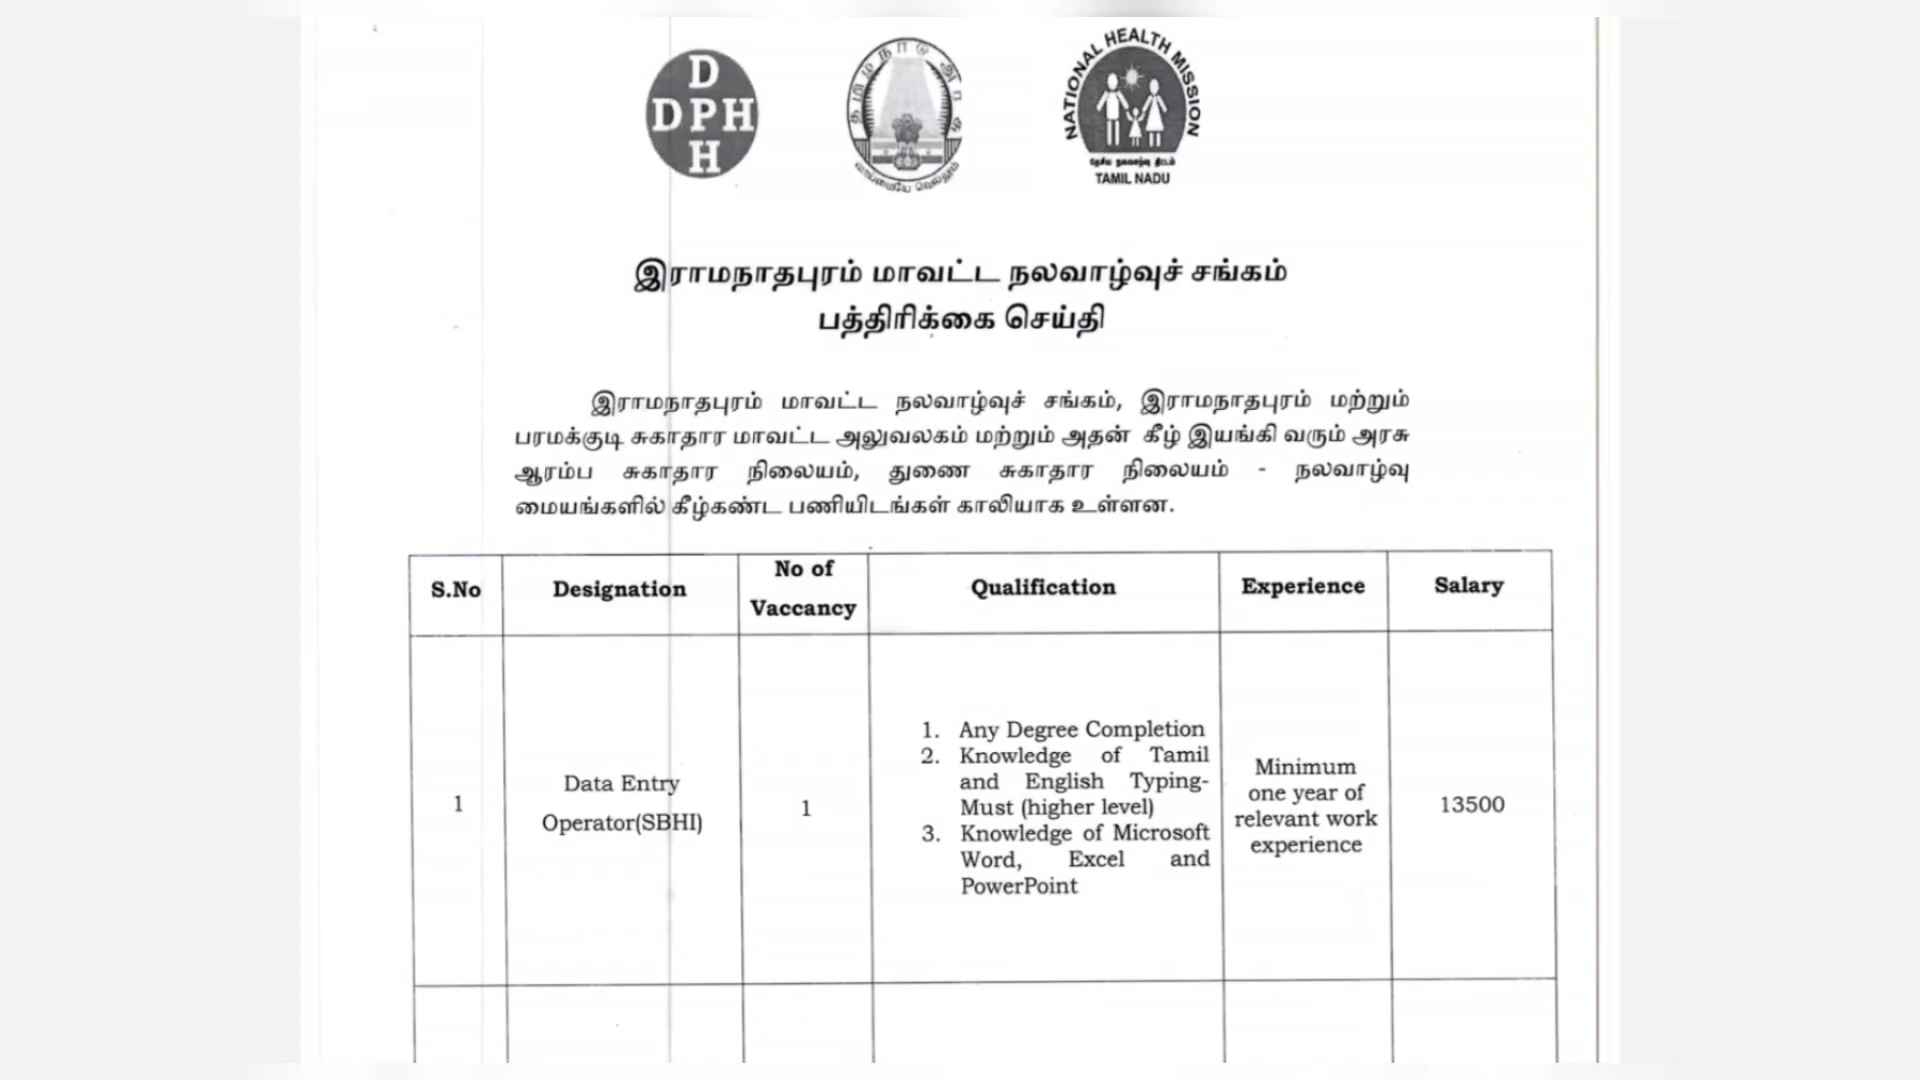 D
DPH
H
தமிழ்நாடு அரசு
வாய்மையே வெல்லும்
NATIONAL HEALTH MISSION
தேசிய நலவாழ்வு திட்டம்
TAMIL NADU
இராமநாதபுரம் மாவட்ட நலவாழ்வுச் சங்கம்
பத்திரிக்கை செய்தி
இராமநாதபுரம் மாவட்ட நலவாழ்வுச் சங்கம், இராமநாதபுரம் மற்றும்
பரமக்குடி சுகாதார மாவட்ட அலுவலகம் மற்றும் அதன் கீழ் இயங்கி வரும் அரசு
ஆரம்ப சுகாதார நிலையம், துணை சுகாதார நிலையம் - நலவாழ்வு
மையங்களில் கீழ்கண்ட பணியிடங்கள் காலியாக உள்ளன.
S.No Designation No of Vaccancy Qualification Experience Salary
1 Data Entry Operator(SBHI) 1
1. Any Degree Completion
2. Knowledge of Tamil
and English Typing-
Must (higher level)
3. Knowledge of Microsoft
Word, Excel and
PowerPoint
Minimum
one year of
relevant work
experience
13500